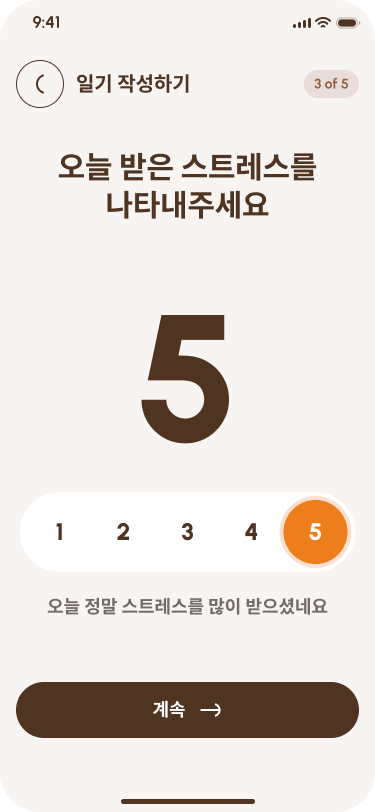 9:41
일기 작성하기
3 of 5
오늘 받은 스트레스를
나타내주세요
5
1 2 3 4 5
오늘 정말 스트레스를 많이 받으셨네요
계속